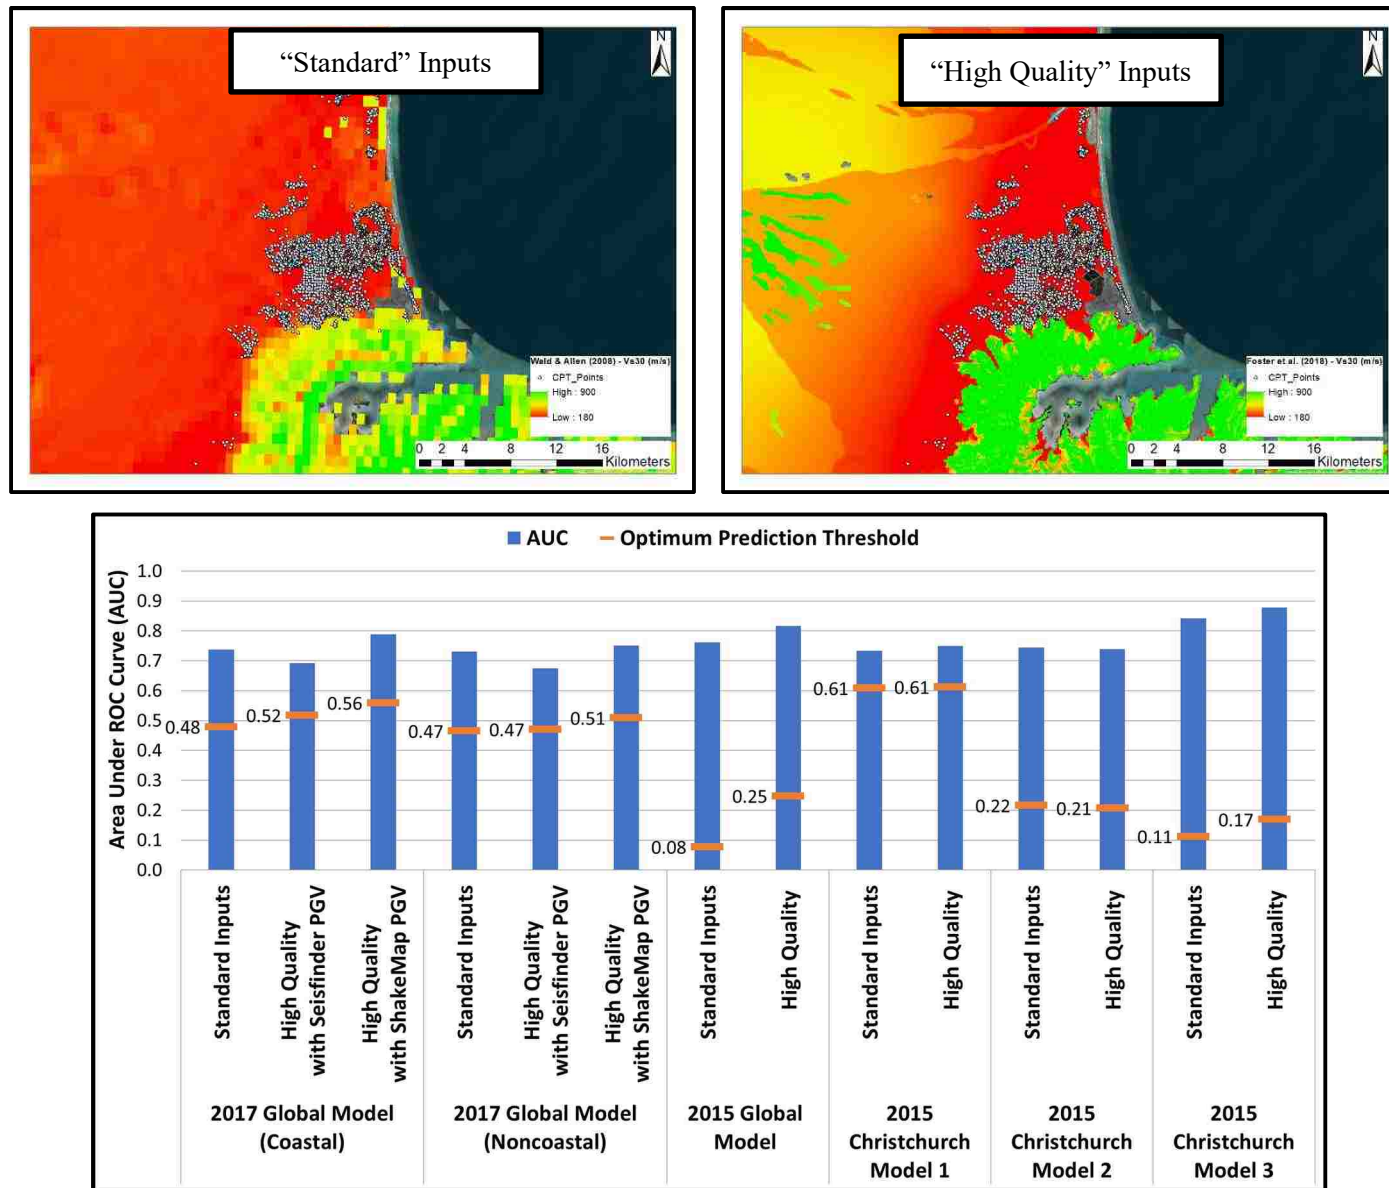 “Standard” Inputs
N
Wald & Allen (2008) - Vs30 (m/s)
CPT_Points
High : 900
Low : 180
0 2 4 8 12 16
Kilometers
“High Quality” Inputs
N
Foster et al. (2018) - Vs30 (m/s)
CPT_Points
High : 900
Low : 180
0 2 4 8 12 16
Kilometers
AUC Optimum Prediction Threshold
Area Under ROC Curve (AUC)
1.0
0.9
0.8
0.7
0.6
0.5
0.4
0.3
0.2
0.1
0.0
0.48
0.52
0.56
0.47
0.47
0.51
0.08
0.25
0.61
0.61
0.22
0.21
0.11
0.17
Standard Inputs
High Quality
with Seisfinder PGV
High Quality
with ShakeMap PGV
Standard Inputs
High Quality
with Seisfinder PGV
High Quality
with ShakeMap PGV
Standard Inputs
High Quality
Standard Inputs
High Quality
Standard Inputs
High Quality
Standard Inputs
High Quality
2017 Global Model
(Coastal)
2017 Global Model
(Noncoastal)
2015 Global
Model
2015
Christchurch
Model 1
2015
Christchurch
Model 2
2015
Christchurch
Model 3